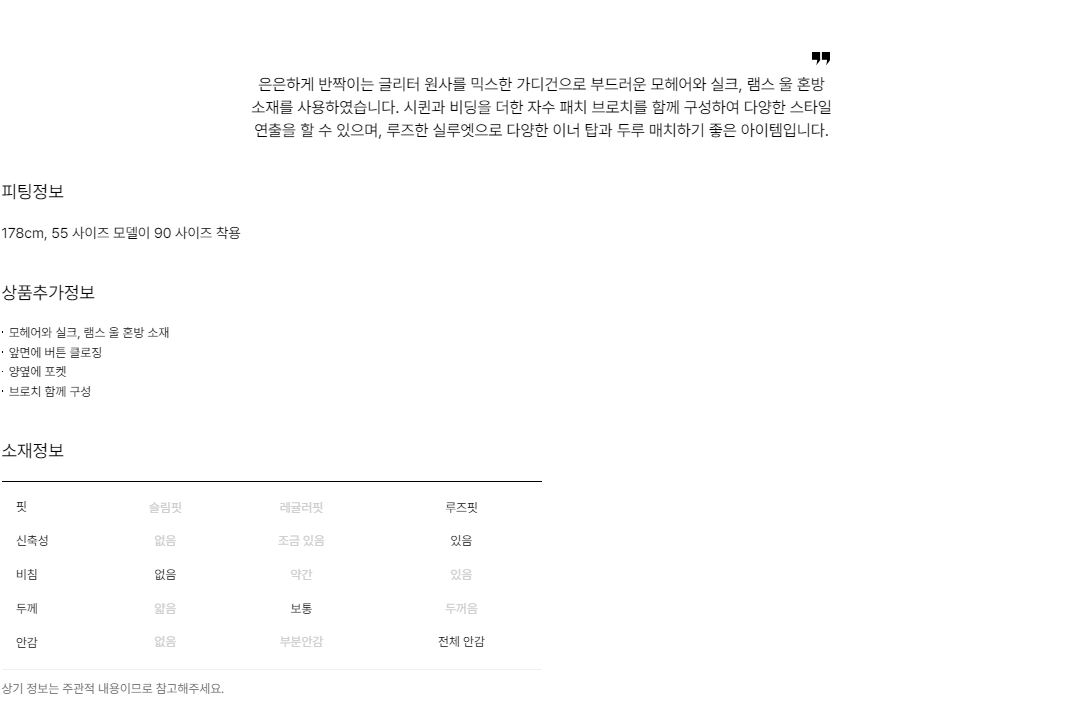 ❞
은은하게 반짝이는 글리터 원사를 믹스한 가디건으로 부드러운 모헤어와 실크, 램스 울 혼방
소재를 사용하였습니다. 시퀸과 비딩을 더한 자수 패치 브로치를 함께 구성하여 다양한 스타일
연출을 할 수 있으며, 루즈한 실루엣으로 다양한 이너 탑과 두루 매치하기 좋은 아이템입니다.
피팅정보
178cm, 55 사이즈 모델이 90 사이즈 착용
상품추가정보
· 모헤어와 실크, 램스 울 혼방 소재
· 앞면에 버튼 클로징
· 양옆에 포켓
· 브로치 함께 구성
소재정보
핏 슬림핏 레귤러핏 루즈핏
신축성 없음 조금 있음 있음
비침 없음 약간 있음
두께 얇음 보통 두꺼움
안감 없음 부분안감 전체 안감
상기 정보는 주관적 내용이므로 참고해주세요.